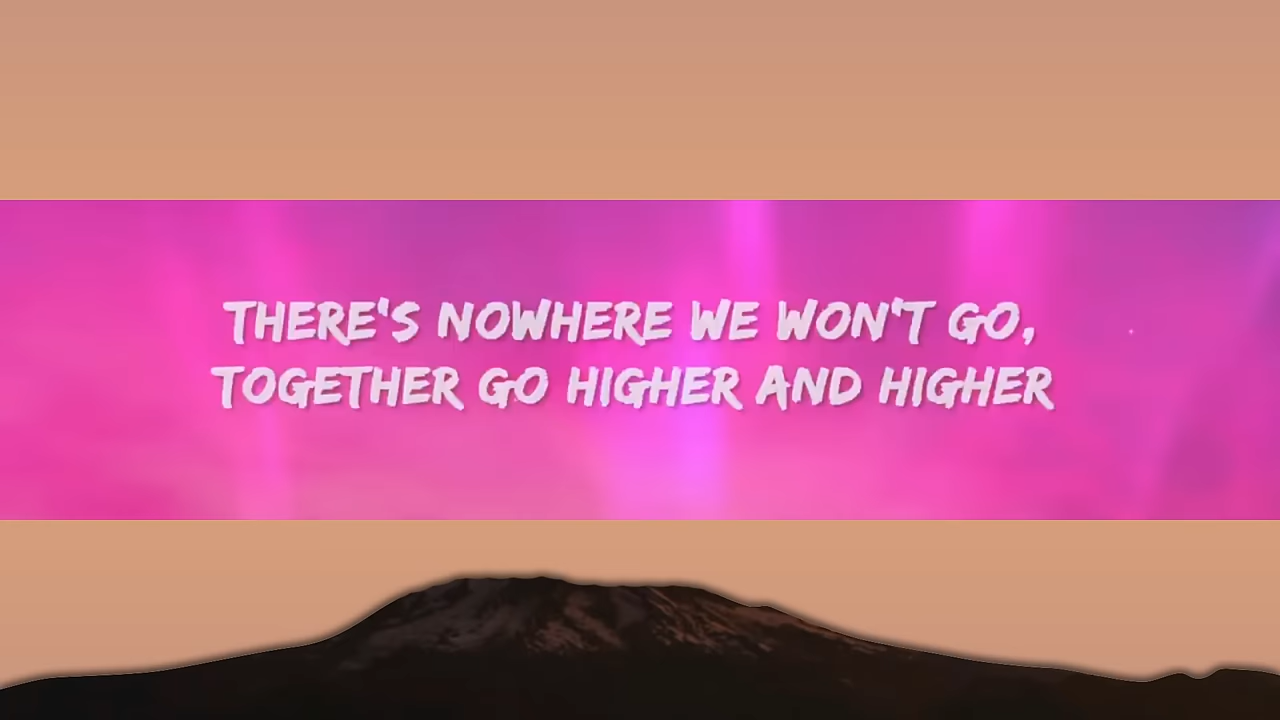 THERE'S NOWHERE WE WON'T GO,
TOGETHER GO HIGHER AND HIGHER